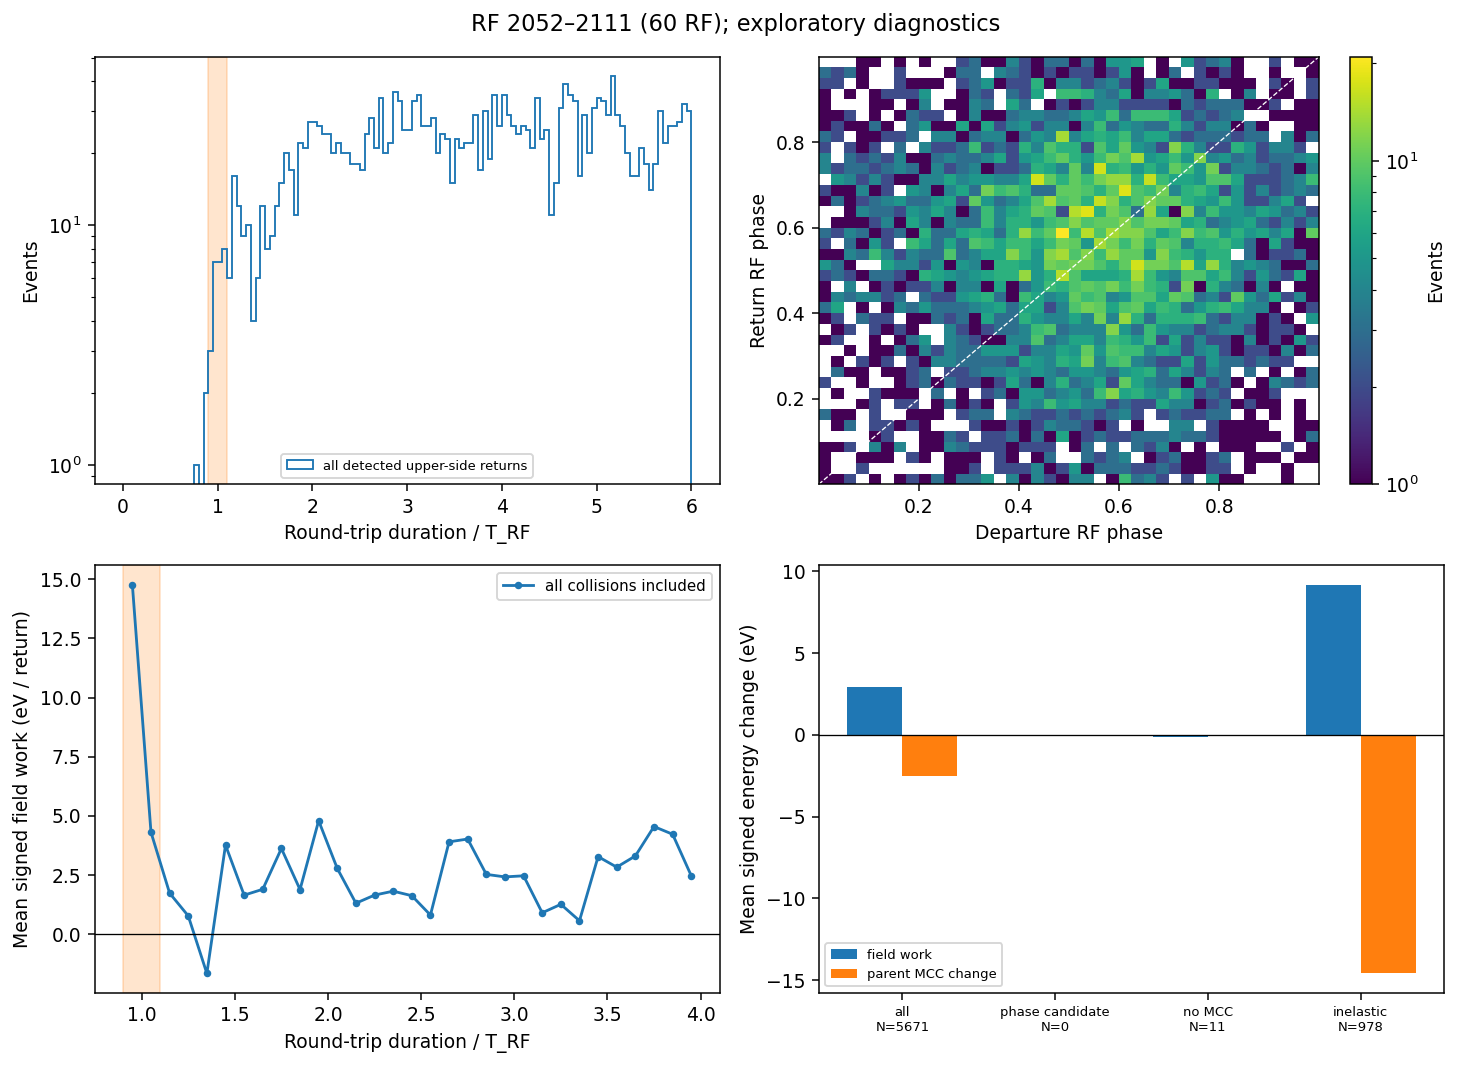 RF 2052–2111 (60 RF); exploratory diagnostics
Events
10¹
10⁰
all detected upper-side returns
0 1 2 3 4 5 6
Round-trip duration / T_RF
Return RF phase
0.8
0.6
0.4
0.2
0.2 0.4 0.6 0.8
Departure RF phase
10¹
10⁰
Events
Mean signed field work (eV / return)
15.0
12.5
10.0
7.5
5.0
2.5
0.0
all collisions included
1.0 1.5 2.0 2.5 3.0 3.5 4.0
Round-trip duration / T_RF
Mean signed energy change (eV)
10
5
0
−5
−10
−15
field work
parent MCC change
all
N=5671
phase candidate
N=0
no MCC
N=11
inelastic
N=978